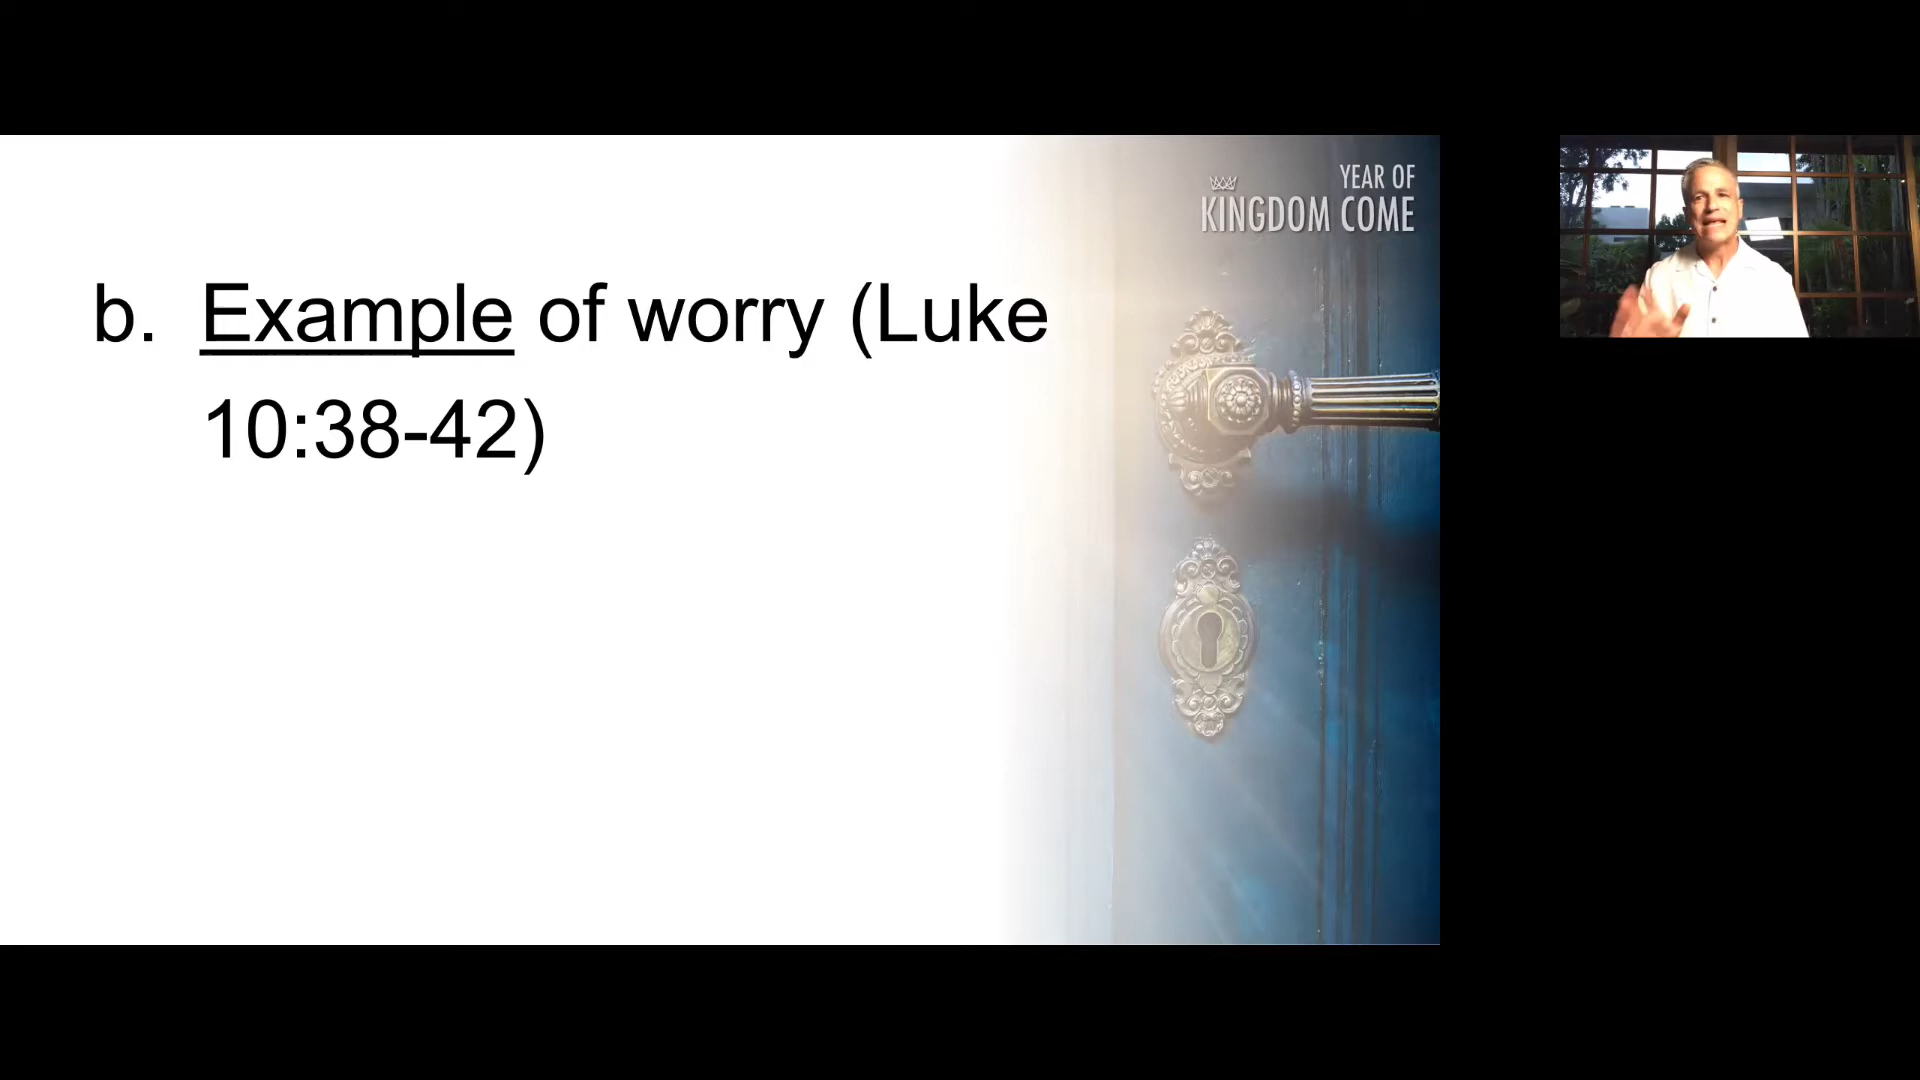 YEAR OF
KINGDOM COME
b. Example of worry (Luke
10:38-42)